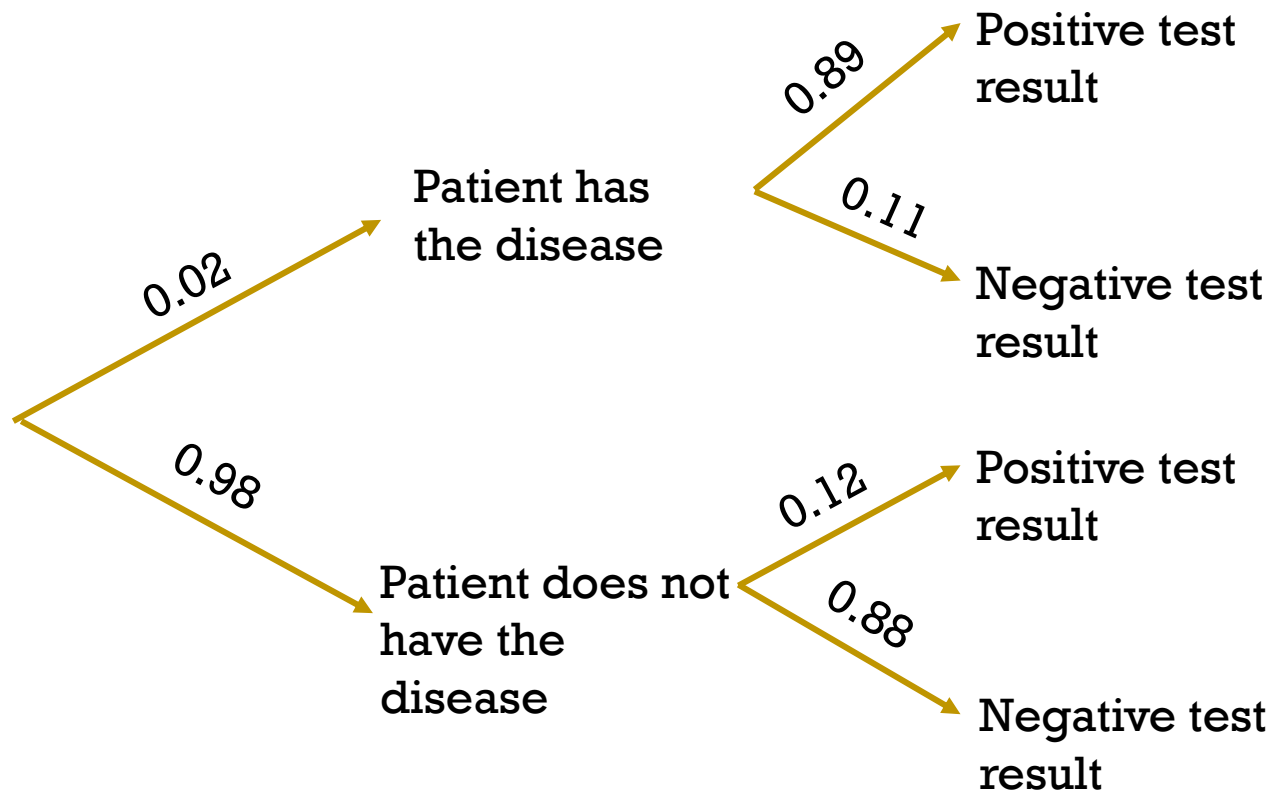 Positive test
result
0.89
Patient has
the disease
0.11
0.02
Negative test
result
0.98
Positive test
result
0.12
Patient does not
have the
disease
0.88
Negative test
result